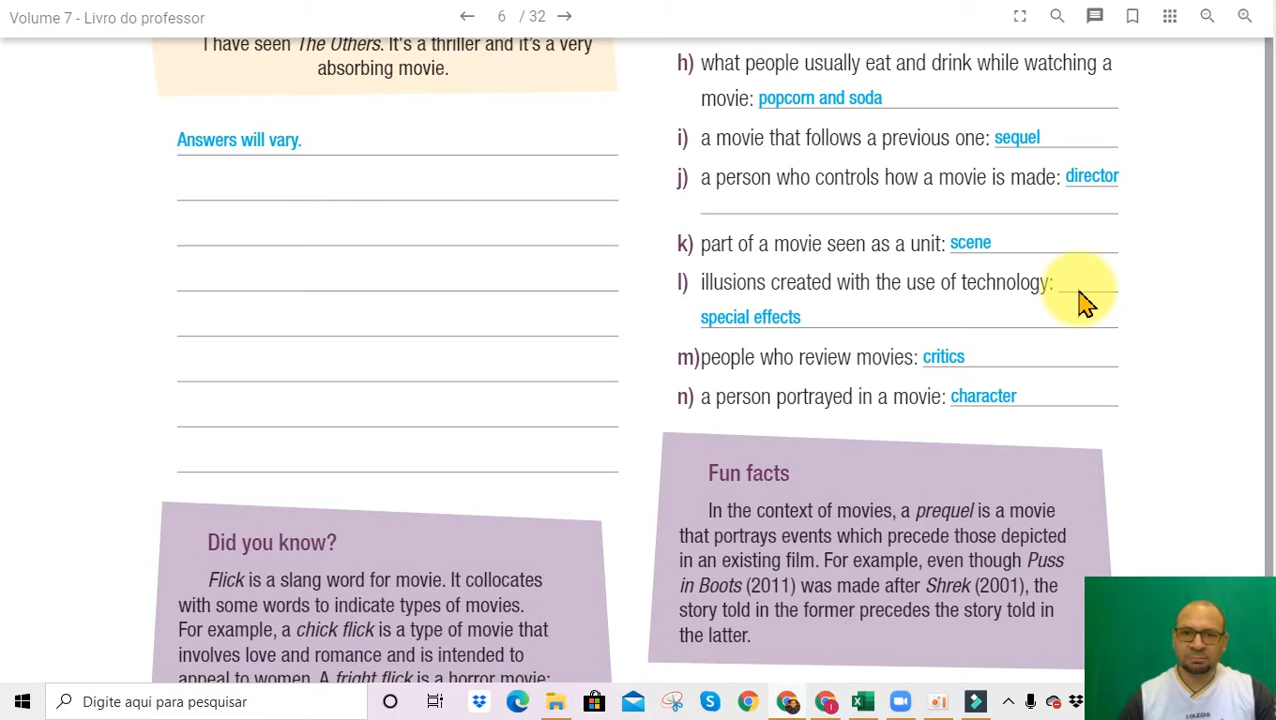 Volume 7 - Livro do professor
6 / 32
I have seen The Others. It's a thriller and it's a very
absorbing movie.
Answers will vary.
Did you know?
Flick is a slang word for movie. It collocates
with some words to indicate types of movies.
For example, a chick flick is a type of movie that
involves love and romance and is intended to
appeal to women. A fright flick is a horror movie;
h) what people usually eat and drink while watching a
movie: popcorn and soda
i) a movie that follows a previous one: sequel
j) a person who controls how a movie is made: director
k) part of a movie seen as a unit: scene
l) illusions created with the use of technology:
special effects
m) people who review movies: critics
n) a person portrayed in a movie: character
Fun facts
In the context of movies, a prequel is a movie
that portrays events which precede those depicted
in an existing film. For example, even though Puss
in Boots (2011) was made after Shrek (2001), the
story told in the former precedes the story told in
the latter.
Digite aqui para pesquisar